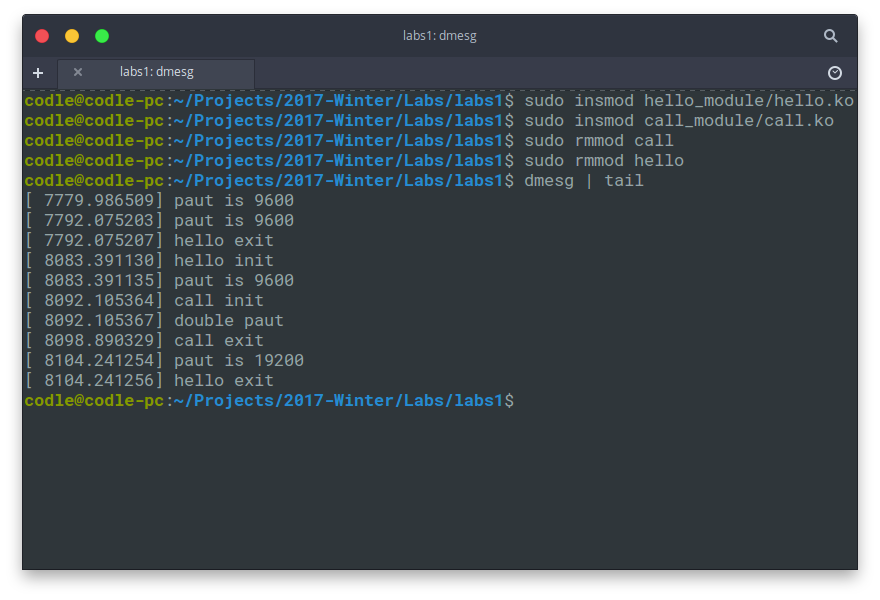 labs1: dmesg
+ × labs1: dmesg
codle@codle-pc:~/Projects/2017-Winter/Labs/labs1$ sudo insmod hello_module/hello.ko
codle@codle-pc:~/Projects/2017-Winter/Labs/labs1$ sudo insmod call_module/call.ko
codle@codle-pc:~/Projects/2017-Winter/Labs/labs1$ sudo rmmod call
codle@codle-pc:~/Projects/2017-Winter/Labs/labs1$ sudo rmmod hello
codle@codle-pc:~/Projects/2017-Winter/Labs/labs1$ dmesg | tail
[ 7779.986509] paut is 9600
[ 7792.075203] paut is 9600
[ 7792.075207] hello exit
[ 8083.391130] hello init
[ 8083.391135] paut is 9600
[ 8092.105364] call init
[ 8092.105367] double paut
[ 8098.890329] call exit
[ 8104.241254] paut is 19200
[ 8104.241256] hello exit
codle@codle-pc:~/Projects/2017-Winter/Labs/labs1$